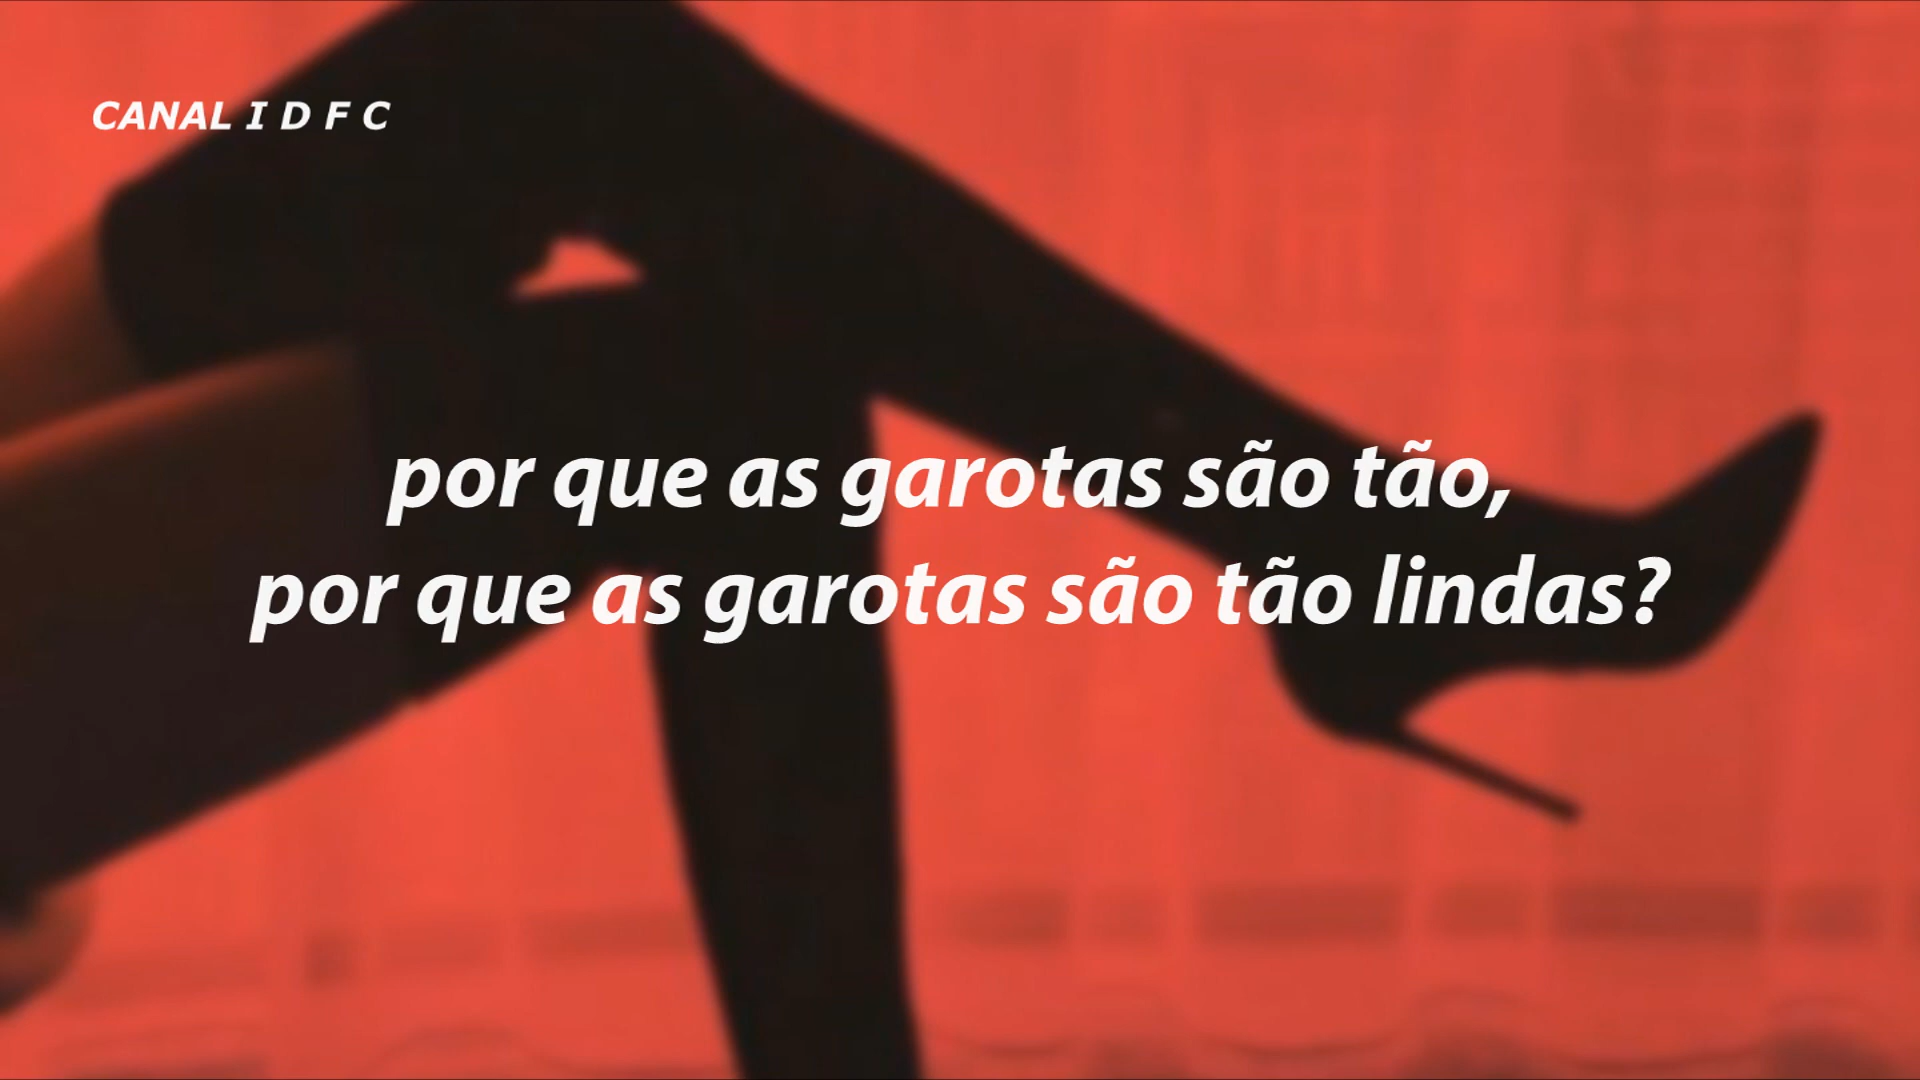 CANAL I D F C
por que as garotas são tão,
por que as garotas são tão lindas?